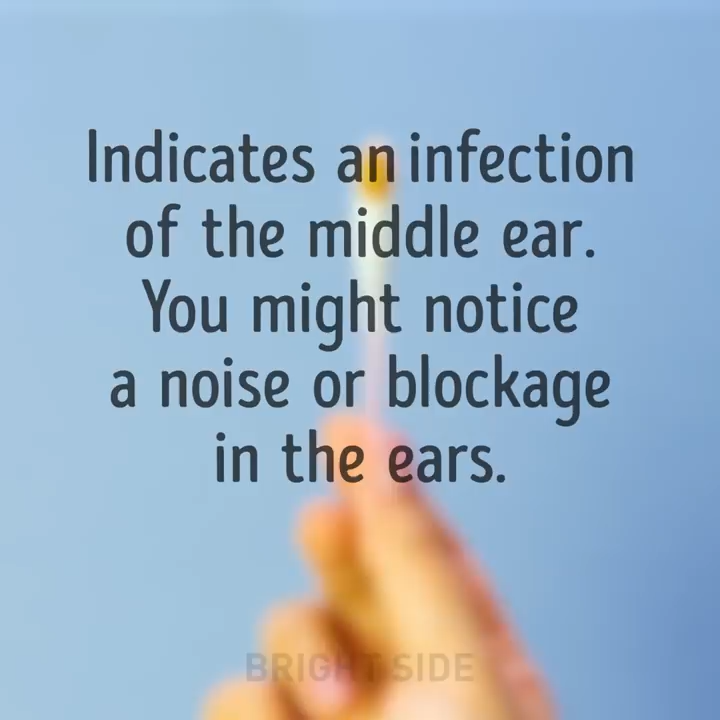 Indicates an infection
of the middle ear.
You might notice
a noise or blockage
in the ears.
BRIGHT SIDE